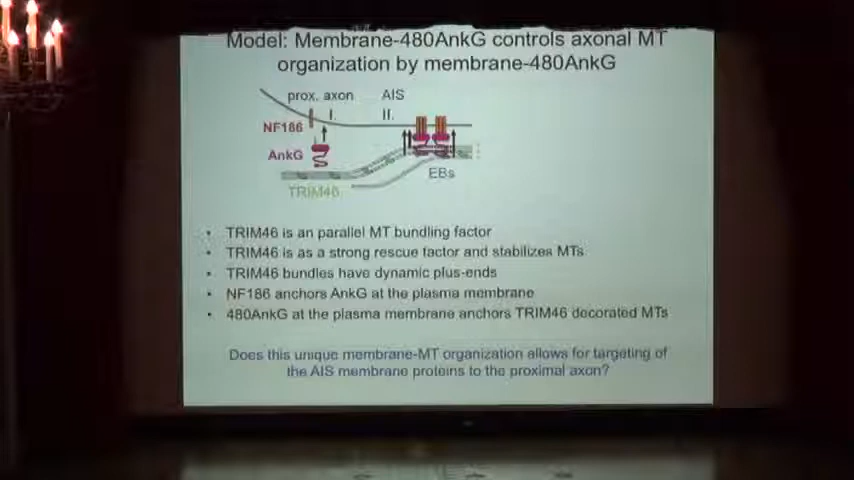 Model: Membrane-480AnkG controls axonal MT
organization by membrane-480AnkG
prox. axon AIS
I. II.
NF186
AnkG
EBs
TRIM46
• TRIM46 is an parallel MT bundling factor
• TRIM46 is as a strong rescue factor and stabilizes MTs
• TRIM46 bundles have dynamic plus-ends
• NF186 anchors AnkG at the plasma membrane
• 480AnkG at the plasma membrane anchors TRIM46 decorated MTs
Does this unique membrane-MT organization allows for targeting of
the AIS membrane proteins to the proximal axon?